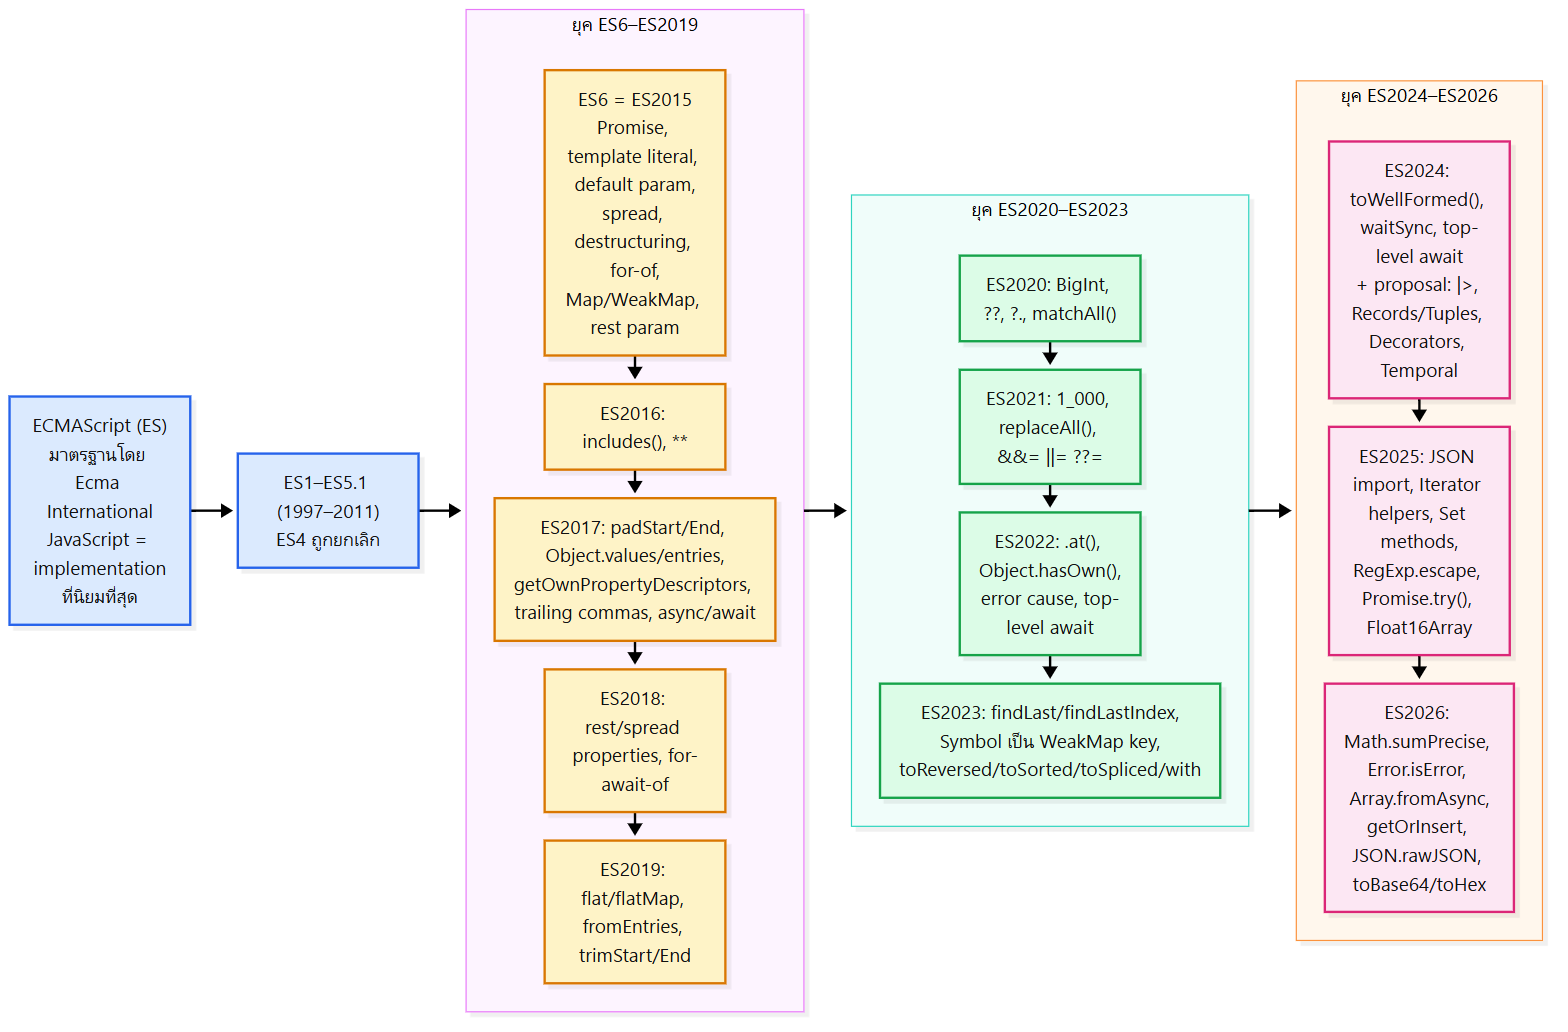 ECMAScript (ES)
มาตรฐานโดย
Ecma
International
JavaScript =
implementation
ที่นิยมที่สุด
ES1–ES5.1
(1997–2011)
ES4 ถูกยกเลิก
ยุค ES6–ES2019
ES6 = ES2015
Promise,
template literal,
default param,
spread,
destructuring,
for-of,
Map/WeakMap,
rest param
ES2016:
includes(), **
ES2017: padStart/End,
Object.values/entries,
getOwnPropertyDescriptors,
trailing commas, async/await
ES2018:
rest/spread
properties, for-
await-of
ES2019:
flat/flatMap,
fromEntries,
trimStart/End
ยุค ES2020–ES2023
ES2020: BigInt,
??, ?., matchAll()
ES2021: 1_000,
replaceAll(),
&&= ||= ??=
ES2022: .at(),
Object.hasOwn(),
error cause, top-
level await
ES2023: findLast/findLastIndex,
Symbol เป็น WeakMap key,
toReversed/toSorted/toSpliced/with
ยุค ES2024–ES2026
ES2024:
toWellFormed(),
waitSync, top-
level await
+ proposal: |>,
Records/Tuples,
Decorators,
Temporal
ES2025: JSON
import, Iterator
helpers, Set
methods,
RegExp.escape,
Promise.try(),
Float16Array
ES2026:
Math.sumPrecise,
Error.isError,
Array.fromAsync,
getOrInsert,
JSON.rawJSON,
toBase64/toHex